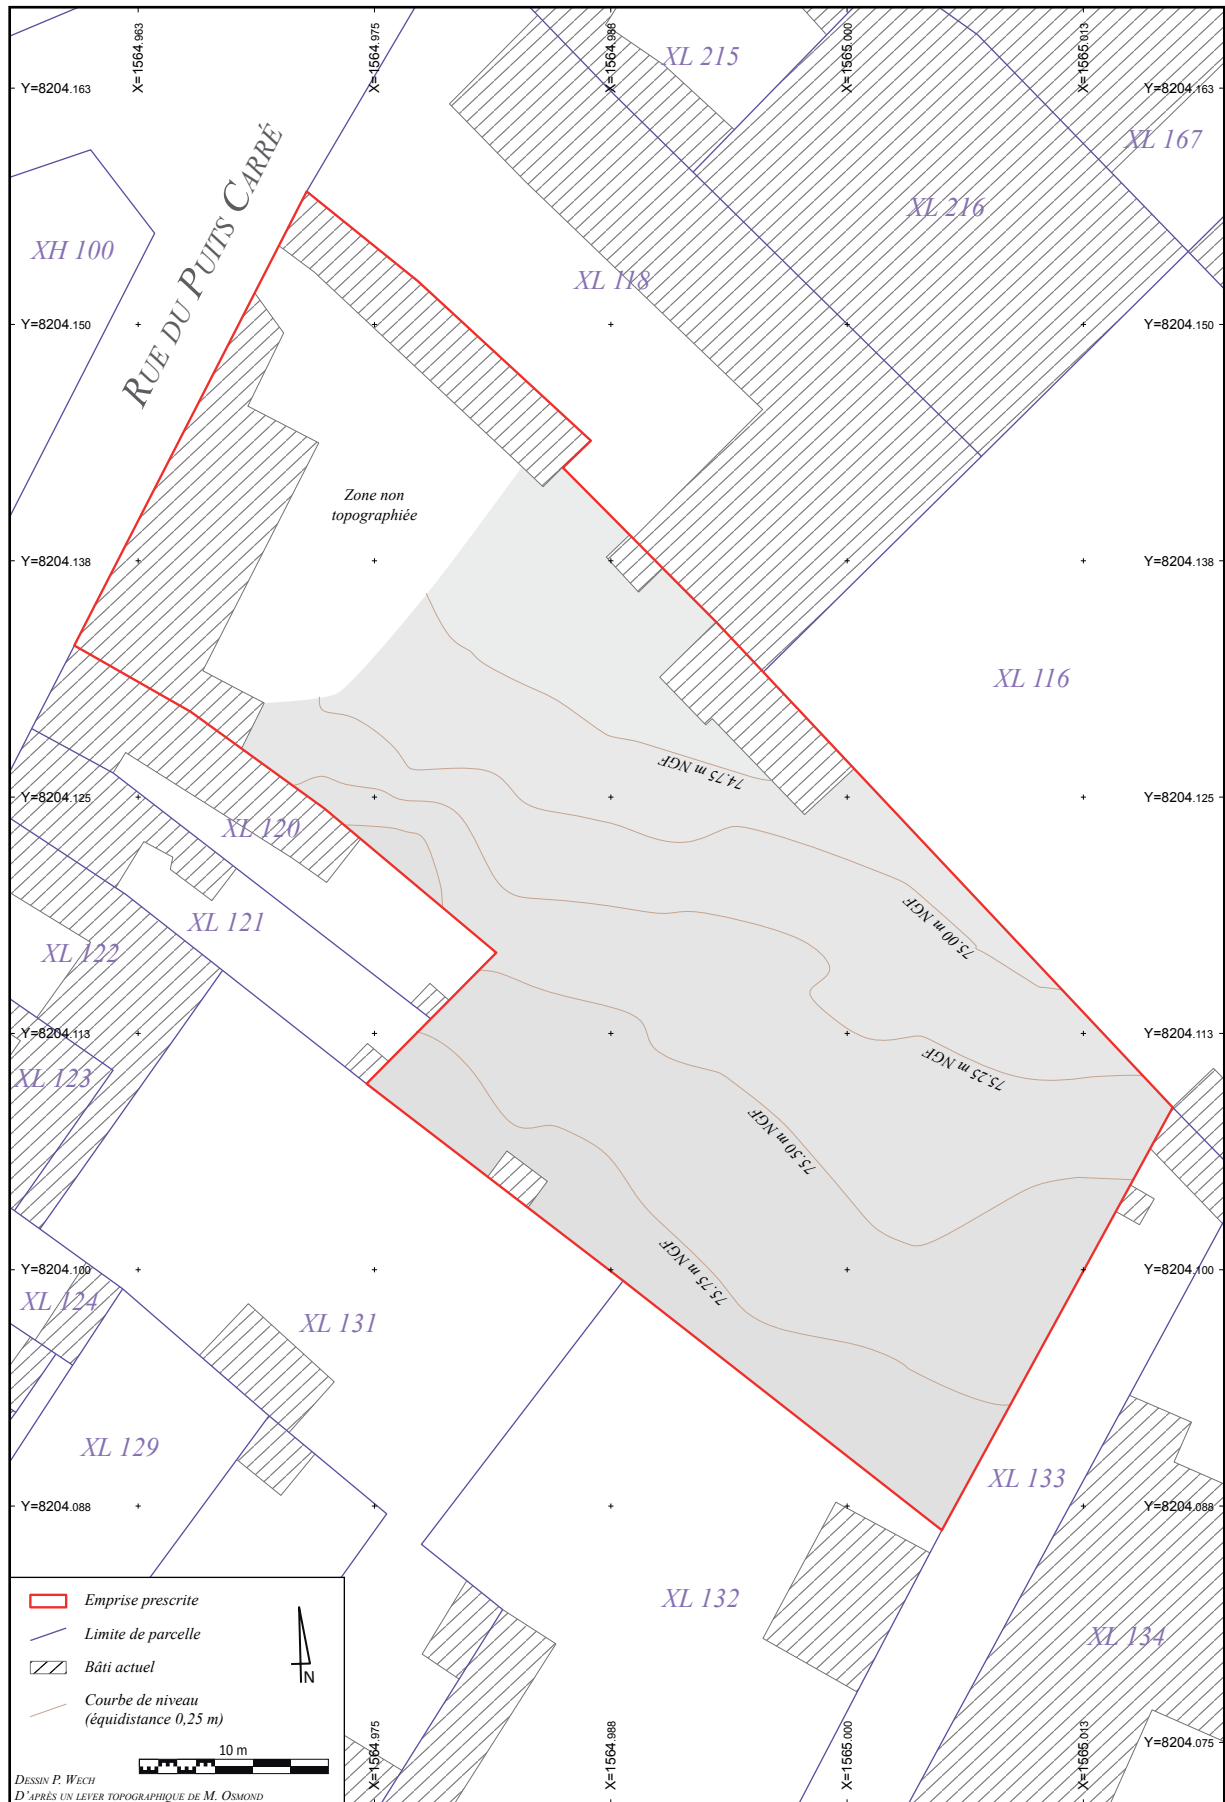 X=1564.963
X=1564.975
X=1564.988
X=1565.000
X=1565.013
XL 215
Y=8204.163
Y=8204.163
XL 167
RUE DU PUITS CARRÉ
XL 216
XH 100
XL 118
Y=8204.150
Y=8204.150
Zone non
topographiée
Y=8204.138
Y=8204.138
XL 116
74.75 m NGF
Y=8204.125
Y=8204.125
XL 120
XL 121
75.00 m NGF
XL 122
Y=8204.113
Y=8204.113
75.25 m NGF
XL 123
75.50 m NGF
Y=8204.100
Y=8204.100
75.75 m NGF
XL 124
XL 131
XL 129
XL 133
Y=8204.088
Y=8204.088
XL 132
XL 134
Emprise prescrite
Limite de parcelle
Bâti actuel
Courbe de niveau
(équidistance 0,25 m)
N
10 m
DESSIN P. WECH
D'APRÈS UN LEVER TOPOGRAPHIQUE DE M. OSMOND
X=1564.975
X=1564.988
X=1565.000
X=1565.013
Y=8204.075